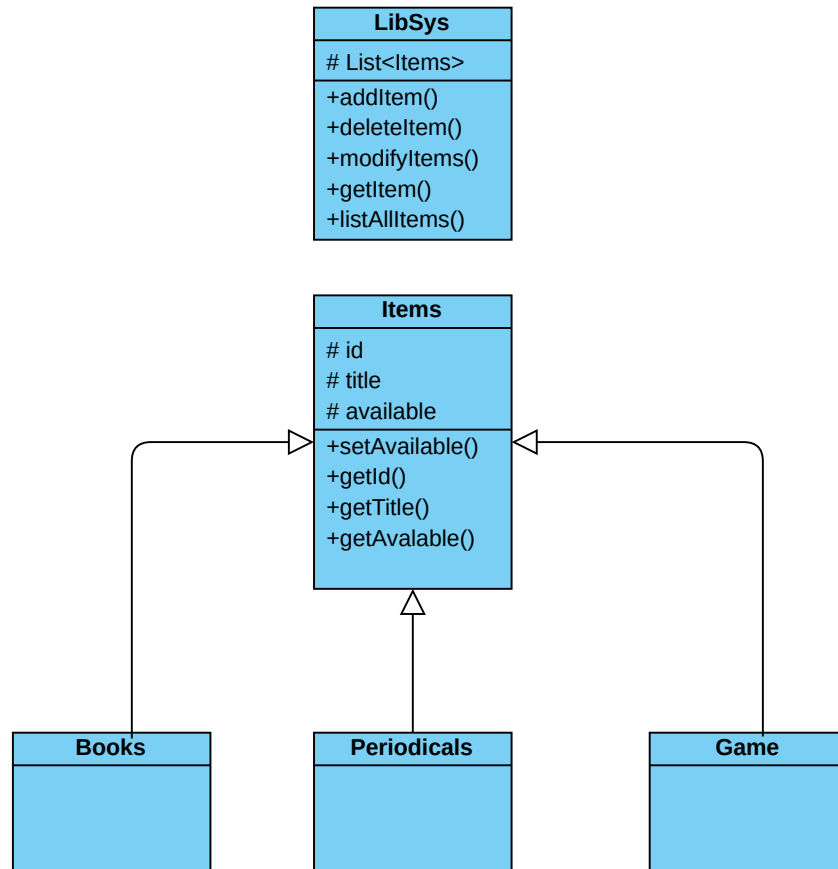 LibSys
# List<Items>
+addItem()
+deleteItem()
+modifyItems()
+getItem()
+listAllItems()
Items
# id
# title
# available
+setAvailable()
+getId()
+getTitle()
+getAvalable()
Books
Periodicals
Game